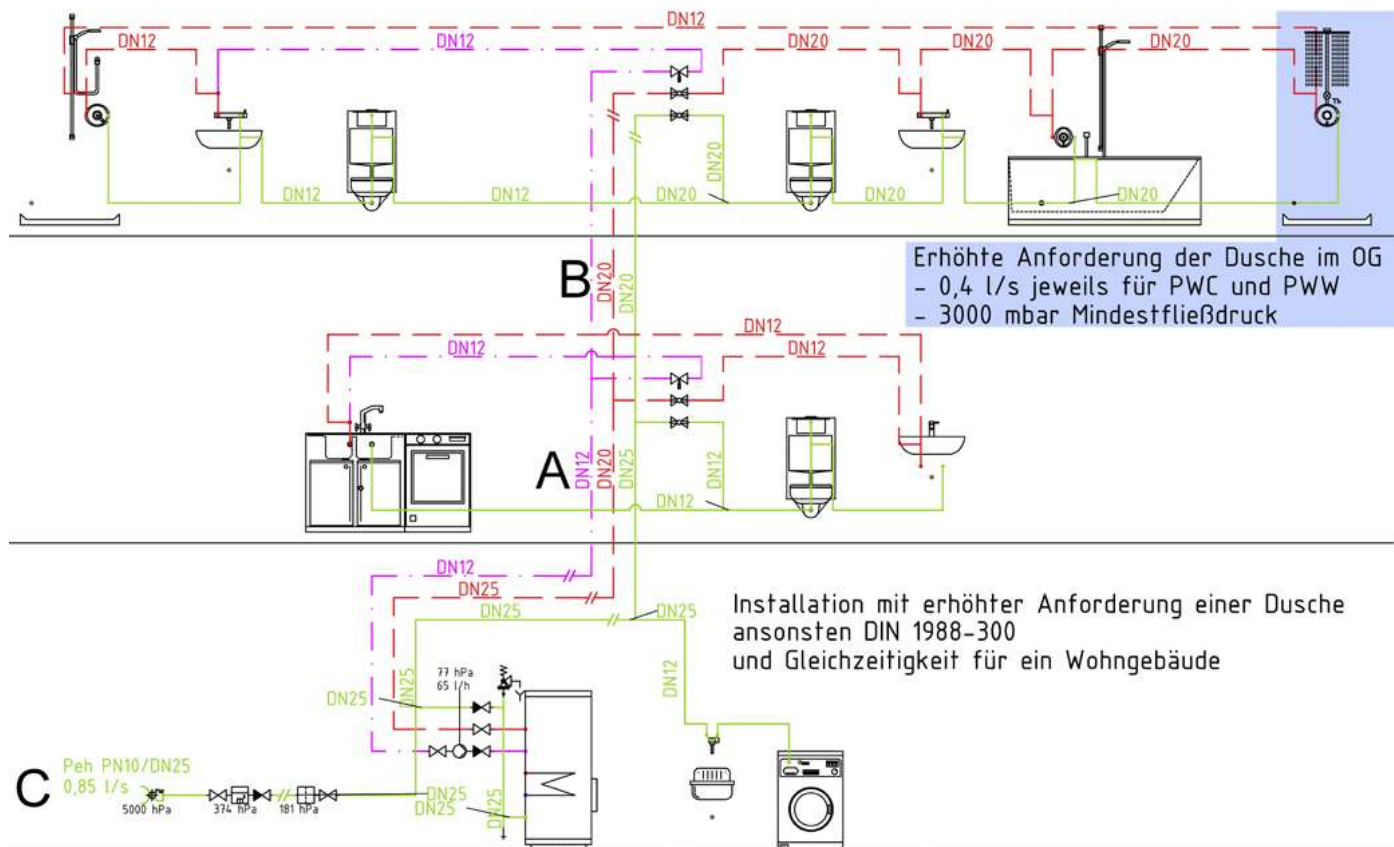 DN12
DN12 DN12 DN20 DN20 DN20
Th
DN20
DN12 DN12 DN20 DN20 DN20
Erhöhte Anforderung der Dusche im OG
- 0,4 l/s jeweils für PWC und PWW
- 3000 mbar Mindestfließdruck
B
DN20
DN20
DN12
DN12 DN12
A
DN12
DN20
DN25
DN12
DN12
DN12
DN25
DN25 DN25
Installation mit erhöhter Anforderung einer Dusche
ansonsten DIN 1988-300
und Gleichzeitigkeit für ein Wohngebäude
77 hPa
65 l/h
DN25
DN25
DN12
C
Peh PN10/DN25
0,85 l/s
5000 hPa
374 hPa
181 hPa
DN25
DN25
DN25